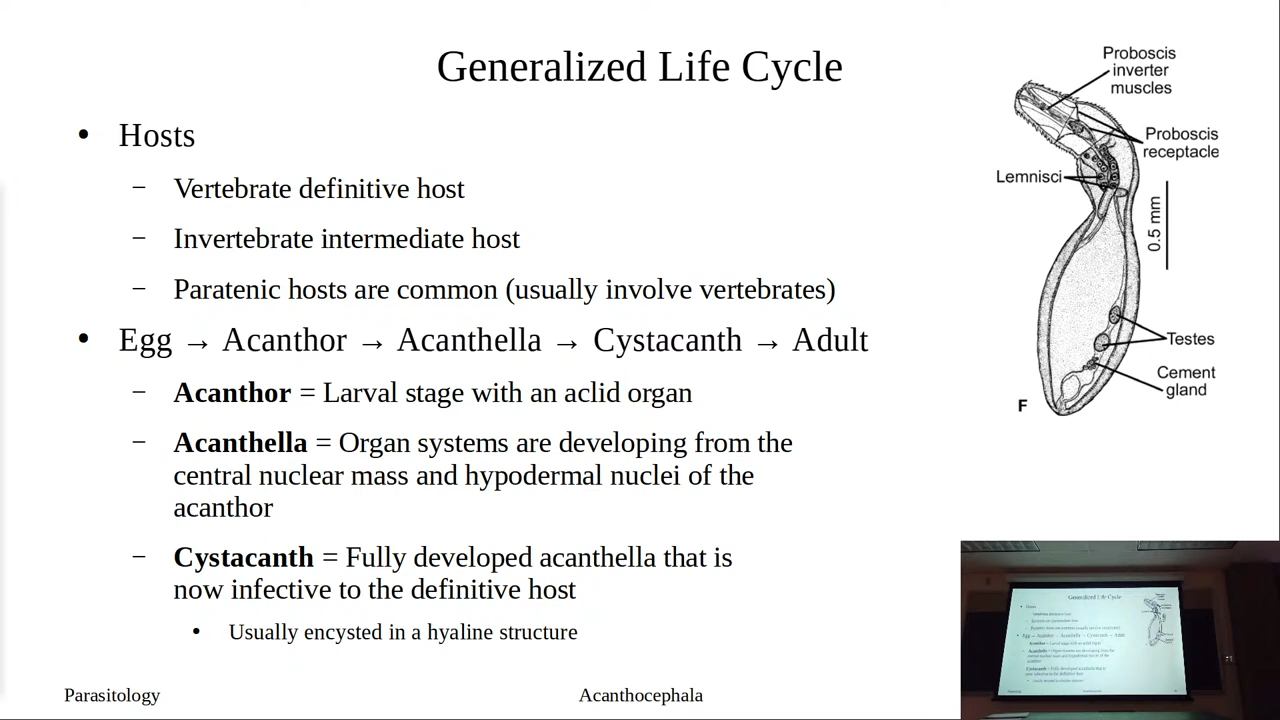 Generalized Life Cycle
• Hosts
– Vertebrate definitive host
– Invertebrate intermediate host
– Paratenic hosts are common (usually involve vertebrates)
• Egg → Acanthor → Acanthella → Cystacanth → Adult
– Acanthor = Larval stage with an aclid organ
– Acanthella = Organ systems are developing from the
central nuclear mass and hypodermal nuclei of the
acanthor
– Cystacanth = Fully developed acanthella that is
now infective to the definitive host
• Usually encysted in a hyaline structure
Proboscis
inverter
muscles
Proboscis
receptacle
Lemnisci
0.5 mm
Testes
Cement
gland
F
Parasitology
Acanthocephala
Generalized Life Cycle